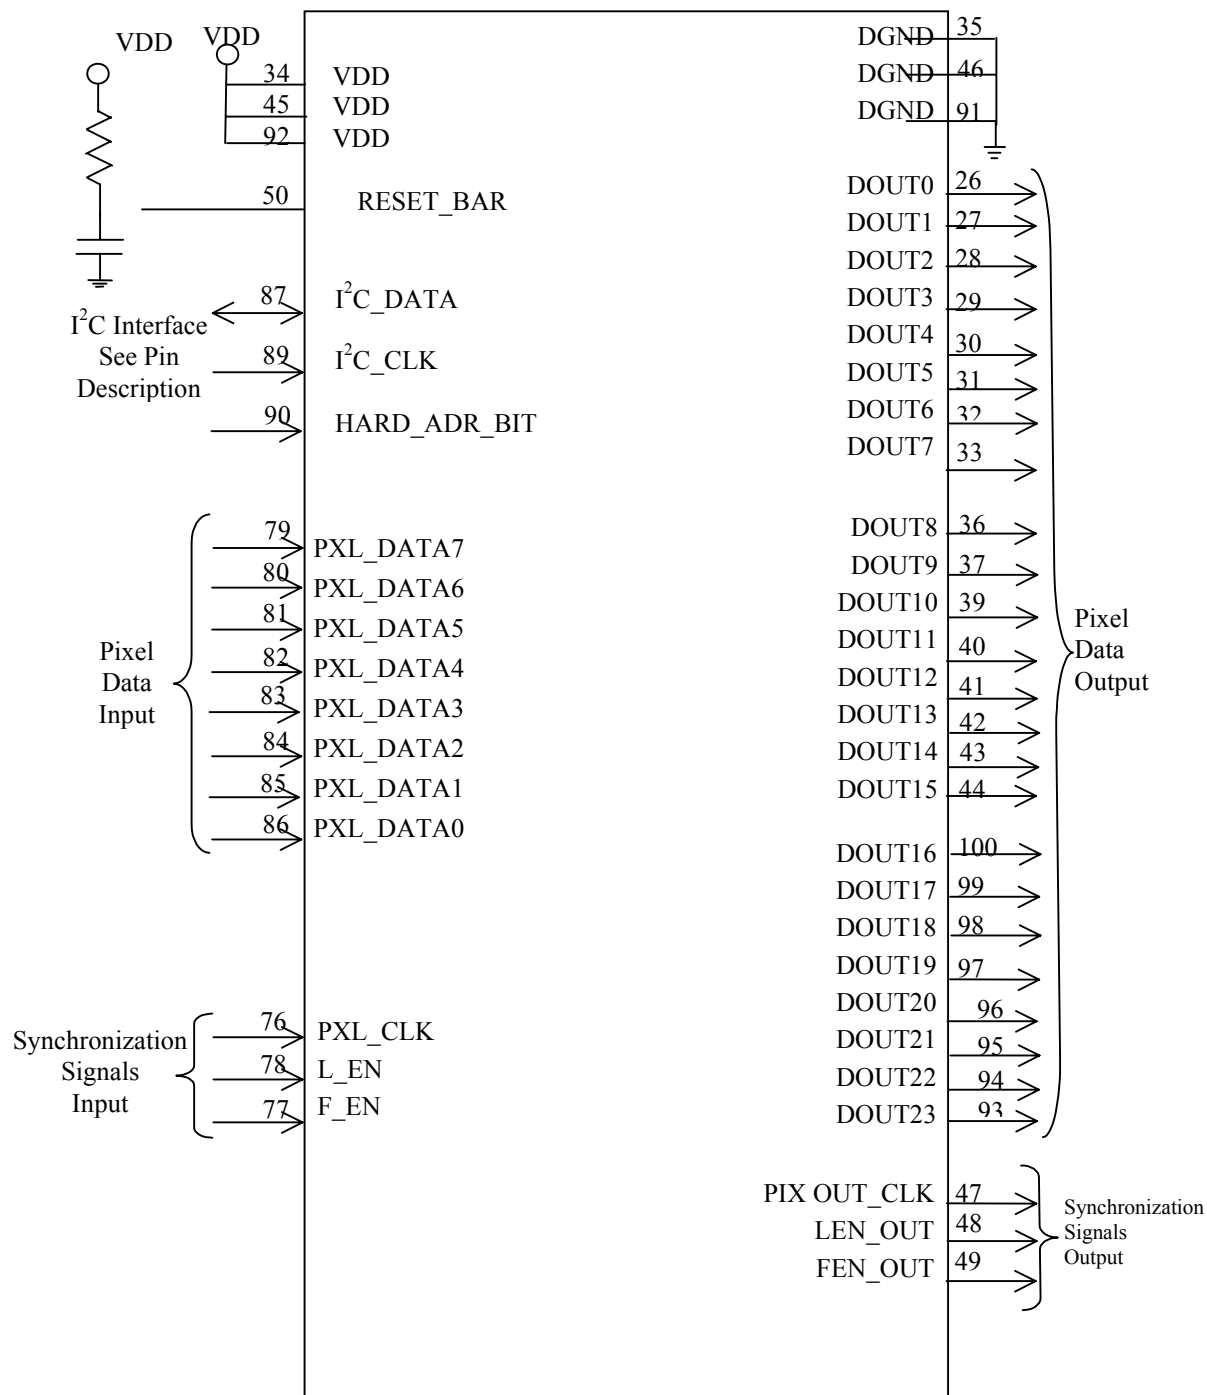 VDD
VDD
34 VDD
45 VDD
92 VDD
50 RESET_BAR
87 I²C_DATA
I²C Interface
See Pin
Description
89 I²C_CLK
90 HARD_ADR_BIT
Pixel
Data
Input
79 PXL_DATA7
80 PXL_DATA6
81 PXL_DATA5
82 PXL_DATA4
83 PXL_DATA3
84 PXL_DATA2
85 PXL_DATA1
86 PXL_DATA0
Synchronization
Signals
Input
76 PXL_CLK
78 L_EN
77 F_EN
DGND 35
DGND 46
DGND 91
DOUT0 26
DOUT1 27
DOUT2 28
DOUT3 29
DOUT4 30
DOUT5 31
DOUT6 32
DOUT7 33
DOUT8 36
DOUT9 37
DOUT10 39
DOUT11 40
DOUT12 41
DOUT13 42
DOUT14 43
DOUT15 44
DOUT16 100
DOUT17 99
DOUT18 98
DOUT19 97
DOUT20 96
DOUT21 95
DOUT22 94
DOUT23 93
Pixel
Data
Output
PIX OUT_CLK 47
LEN_OUT 48
FEN_OUT 49
Synchronization
Signals
Output